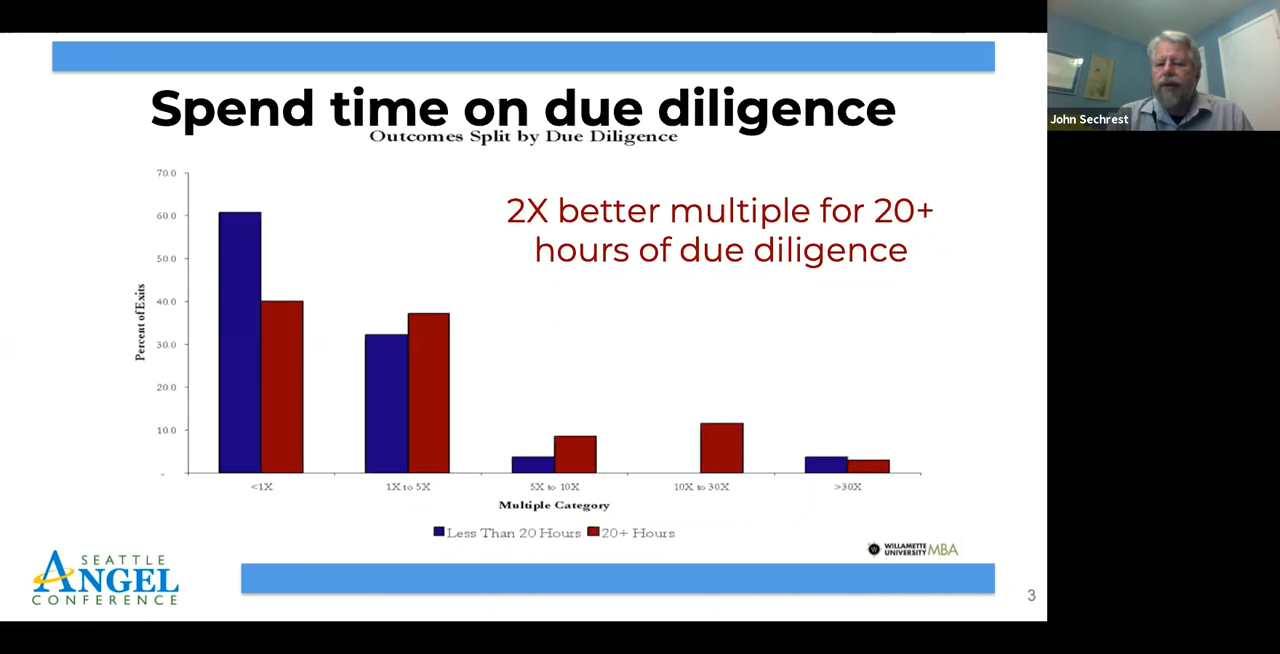 Spend time on due diligence
Outcomes Split by Due Diligence
2X better multiple for 20+
hours of due diligence
Percent of Exits
70.0
60.0
50.0
40.0
30.0
20.0
10.0
-
<1X
1X to 5X
5X to 10X
10X to 30X
>30X
Multiple Category
Less Than 20 Hours
20+ Hours
SEATTLE
ANGEL
CONFERENCE
W
WILLAMETTE
UNIVERSITY MBA
3
John Sechrest